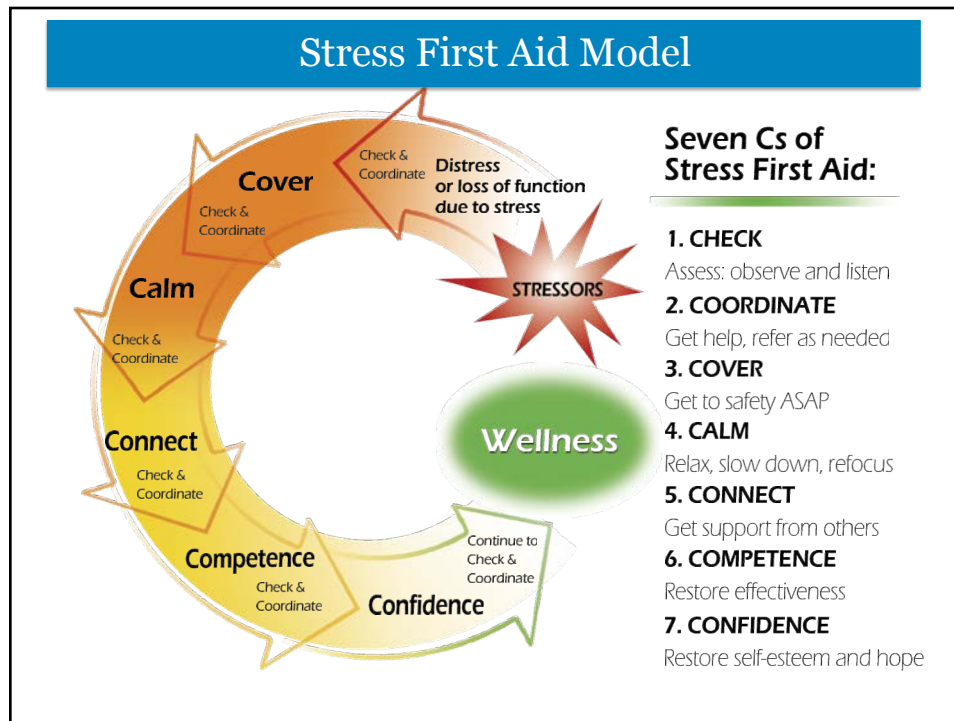 Stress First Aid Model
STRESSORS
Distress
or loss of function
due to stress
Check &
Coordinate
Cover
Check &
Coordinate
Calm
Check &
Coordinate
Connect
Check &
Coordinate
Competence
Check &
Coordinate
Confidence
Continue to
Check &
Coordinate
Wellness
Seven Cs of
Stress First Aid:
1. CHECK
Assess: observe and listen
2. COORDINATE
Get help, refer as needed
3. COVER
Get to safety ASAP
4. CALM
Relax, slow down, refocus
5. CONNECT
Get support from others
6. COMPETENCE
Restore effectiveness
7. CONFIDENCE
Restore self-esteem and hope